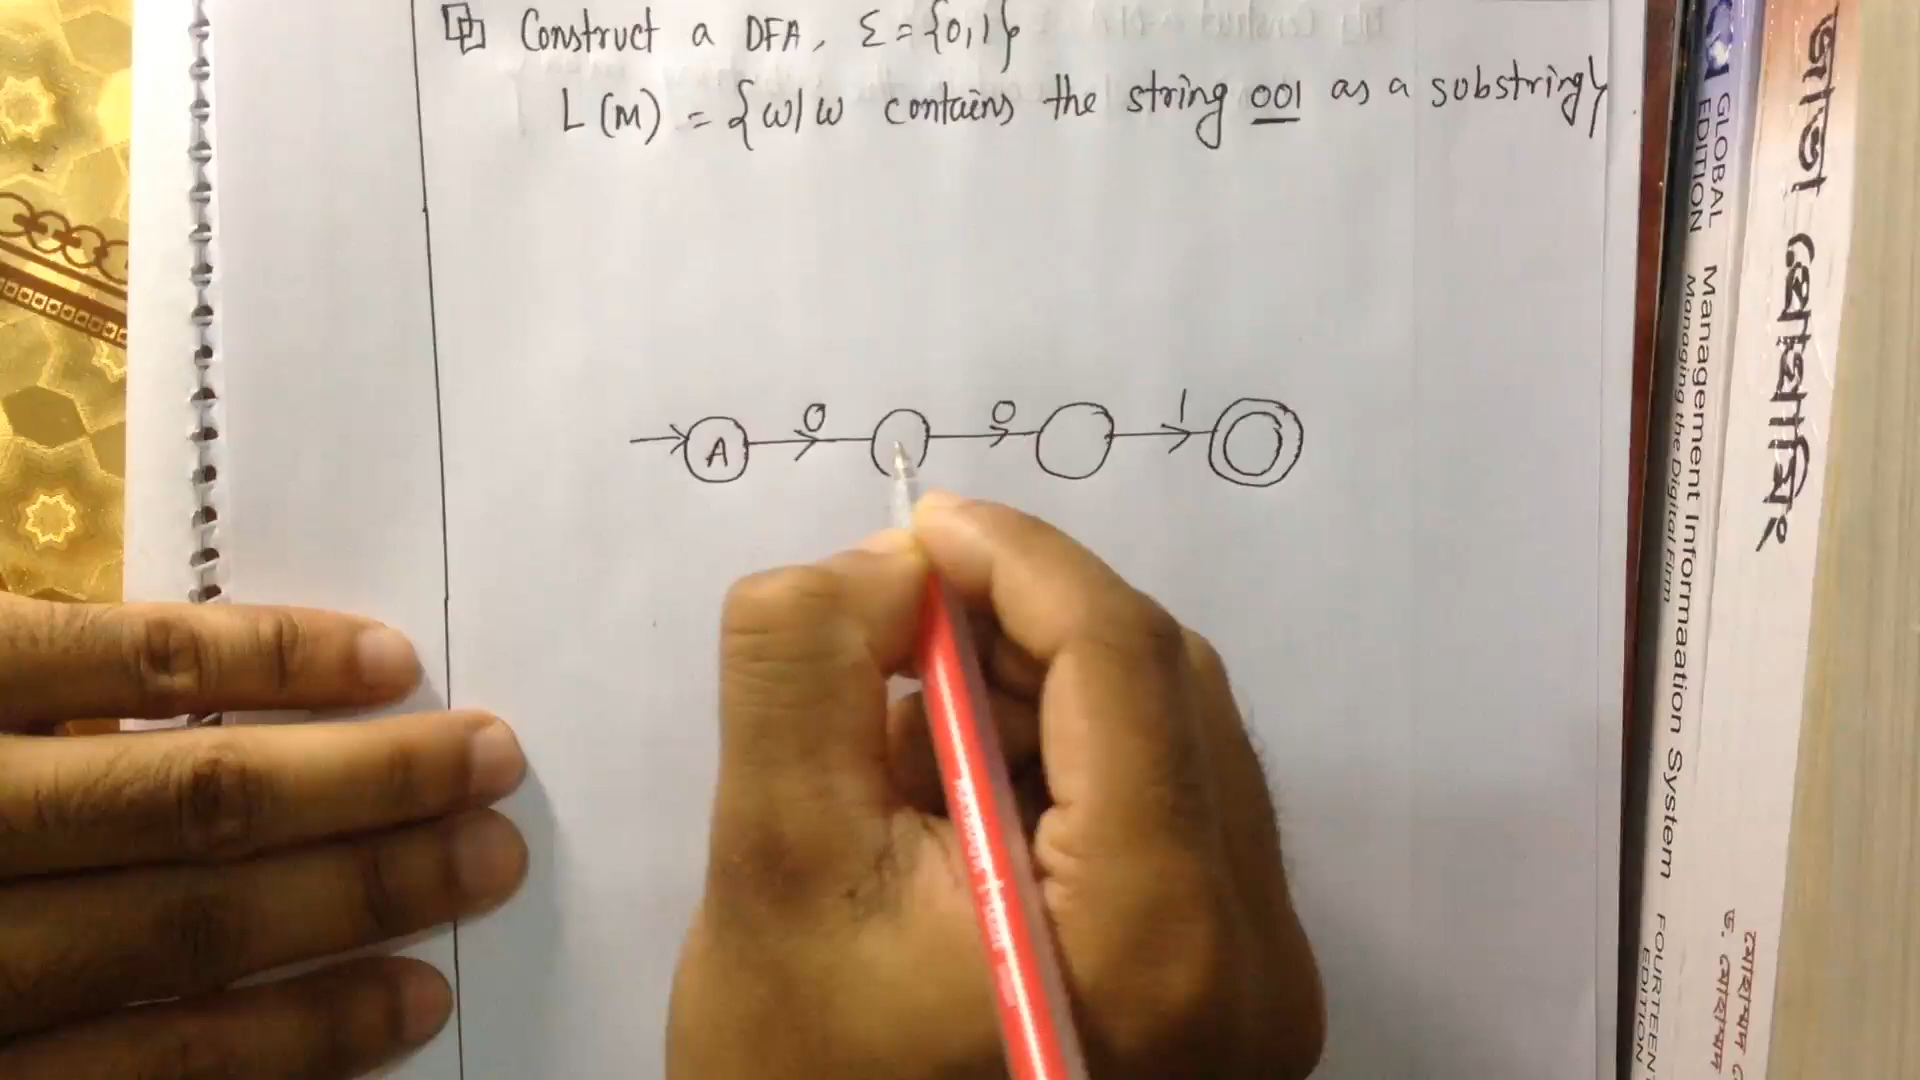 Construct a DFA, Σ = {0,1}
L(M) = {w/w contains the string 001 as a substring}
0 0 1
A
GLOBAL
EDITION
Management Information System
Managing the Digital Firm
FOURTEENTH
EDITION